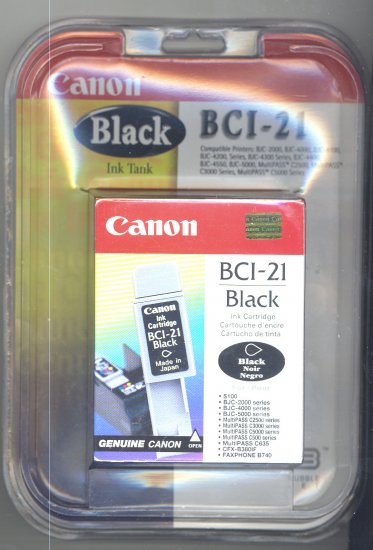 Canon
Black
Ink Tank
BCI-21
Compatible Printers: BJC-2000, BJC-4000, BJC-4100,
BJC-4200, Series, BJC-4300 Series, BJC-4400,
BJC-4550, BJC-5000, MultiPASS C2500, MultiPASS
C3000 Series, MultiPASS C5000 Series
Canon
Canon
BCI-21
Black
Ink Cartridge
Cartouche d'encre
Cartucho de tinta
Black
Noir
Negro
Canon
Ink
Cartridge
BCI-21
Black
Made in
Japan
• S100
• BJC-2000 series
• BJC-4000 series
• BJC-5000 series
• MultiPASS C2500 series
• MultiPASS C3000 series
• MultiPASS C5000 series
• MultiPASS C500 series
• MultiPASS C635
• CFX-B380IF
• FAXPHONE B740
GENUINE CANON
OPEN